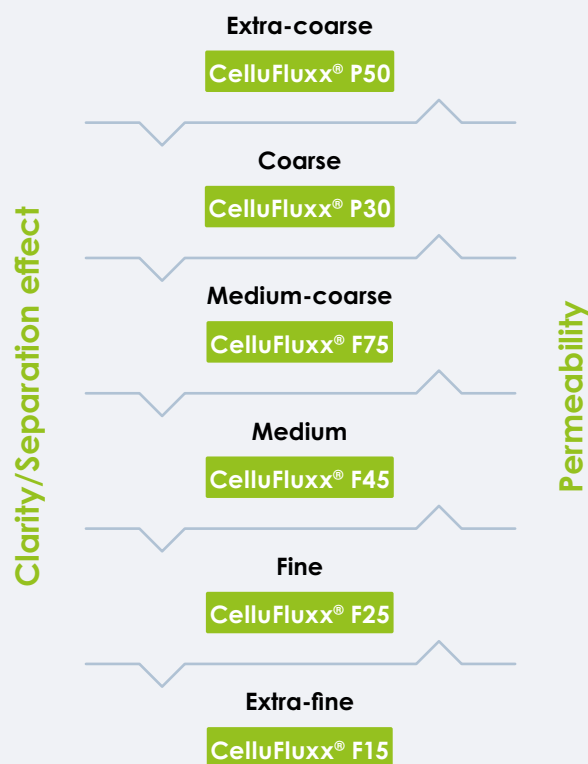 Extra-coarse
CelluFluxx® P50
Coarse
CelluFluxx® P30
Medium-coarse
CelluFluxx® F75
Medium
CelluFluxx® F45
Fine
CelluFluxx® F25
Extra-fine
CelluFluxx® F15
Clarity/Separation effect
Permeability